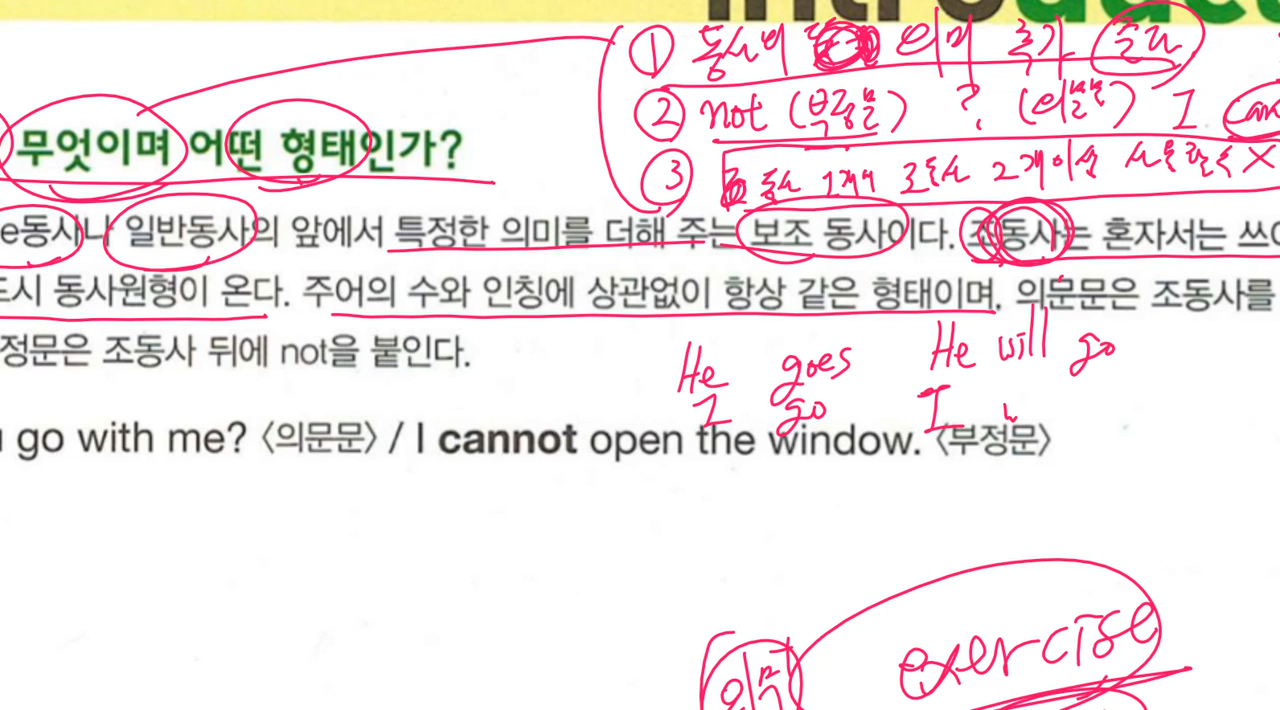 ① 동사에 의미 추가 준다
② not (부정문) ? (의문문) I can
③ 동사 1개에 조동사 2개이상 사용할수 X
무엇이며 어떤 형태인가?
e동사나 일반동사의 앞에서 특정한 의미를 더해 주는 보조 동사이다. 조동사는 혼자서는 쓰이
드시 동사원형이 온다. 주어의 수와 인칭에 상관없이 항상 같은 형태이며, 의문문은 조동사를
정문은 조동사 뒤에 not을 붙인다.
He goes He will go
I go I w
go with me? 〈의문문〉 / I cannot open the window. 〈부정문〉
exercise
의무